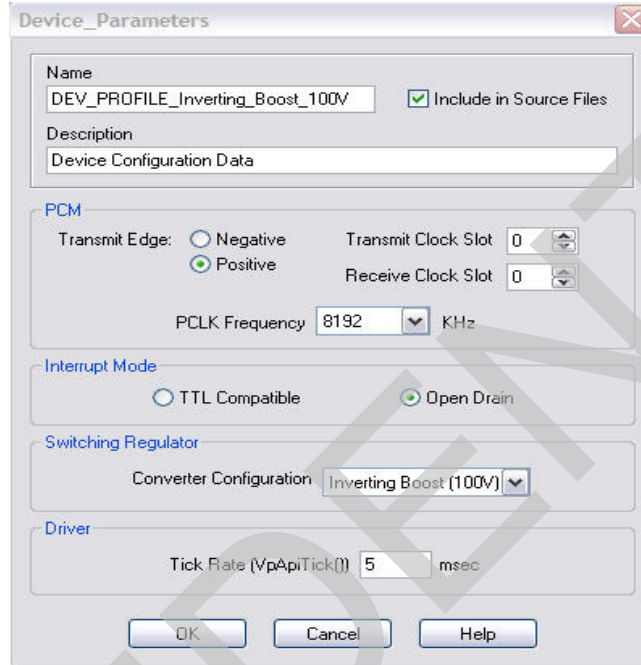 Device_Parameters
Name
DEV_PROFILE_Inverting_Boost_100V
Include in Source Files
Description
Device Configuration Data
PCM
Transmit Edge: Negative Transmit Clock Slot 0
Positive Receive Clock Slot 0
PCLK Frequency 8192 KHz
Interrupt Mode
TTL Compatible Open Drain
Switching Regulator
Converter Configuration Inverting Boost (100V)
Driver
Tick Rate (VpApiTick()) 5 msec
OK Cancel Help